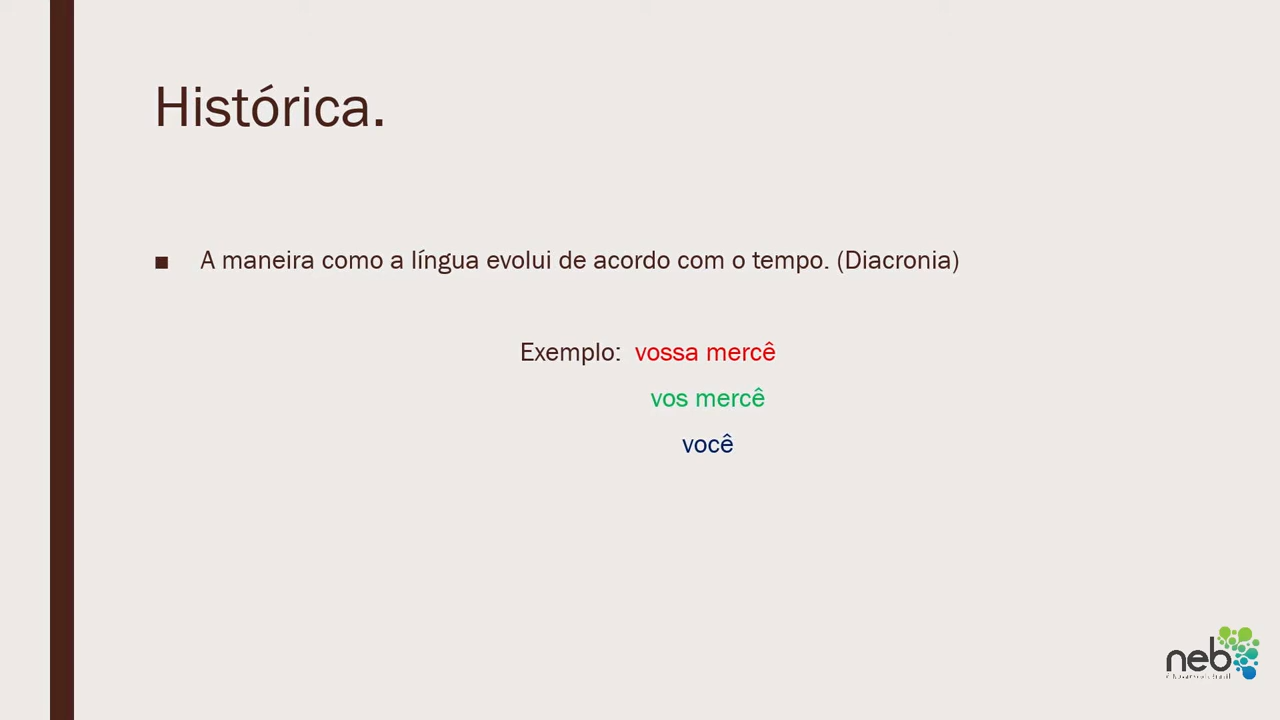 Histórica.
■ A maneira como a língua evolui de acordo com o tempo. (Diacronia)
Exemplo: vossa mercê
vos mercê
você
neb